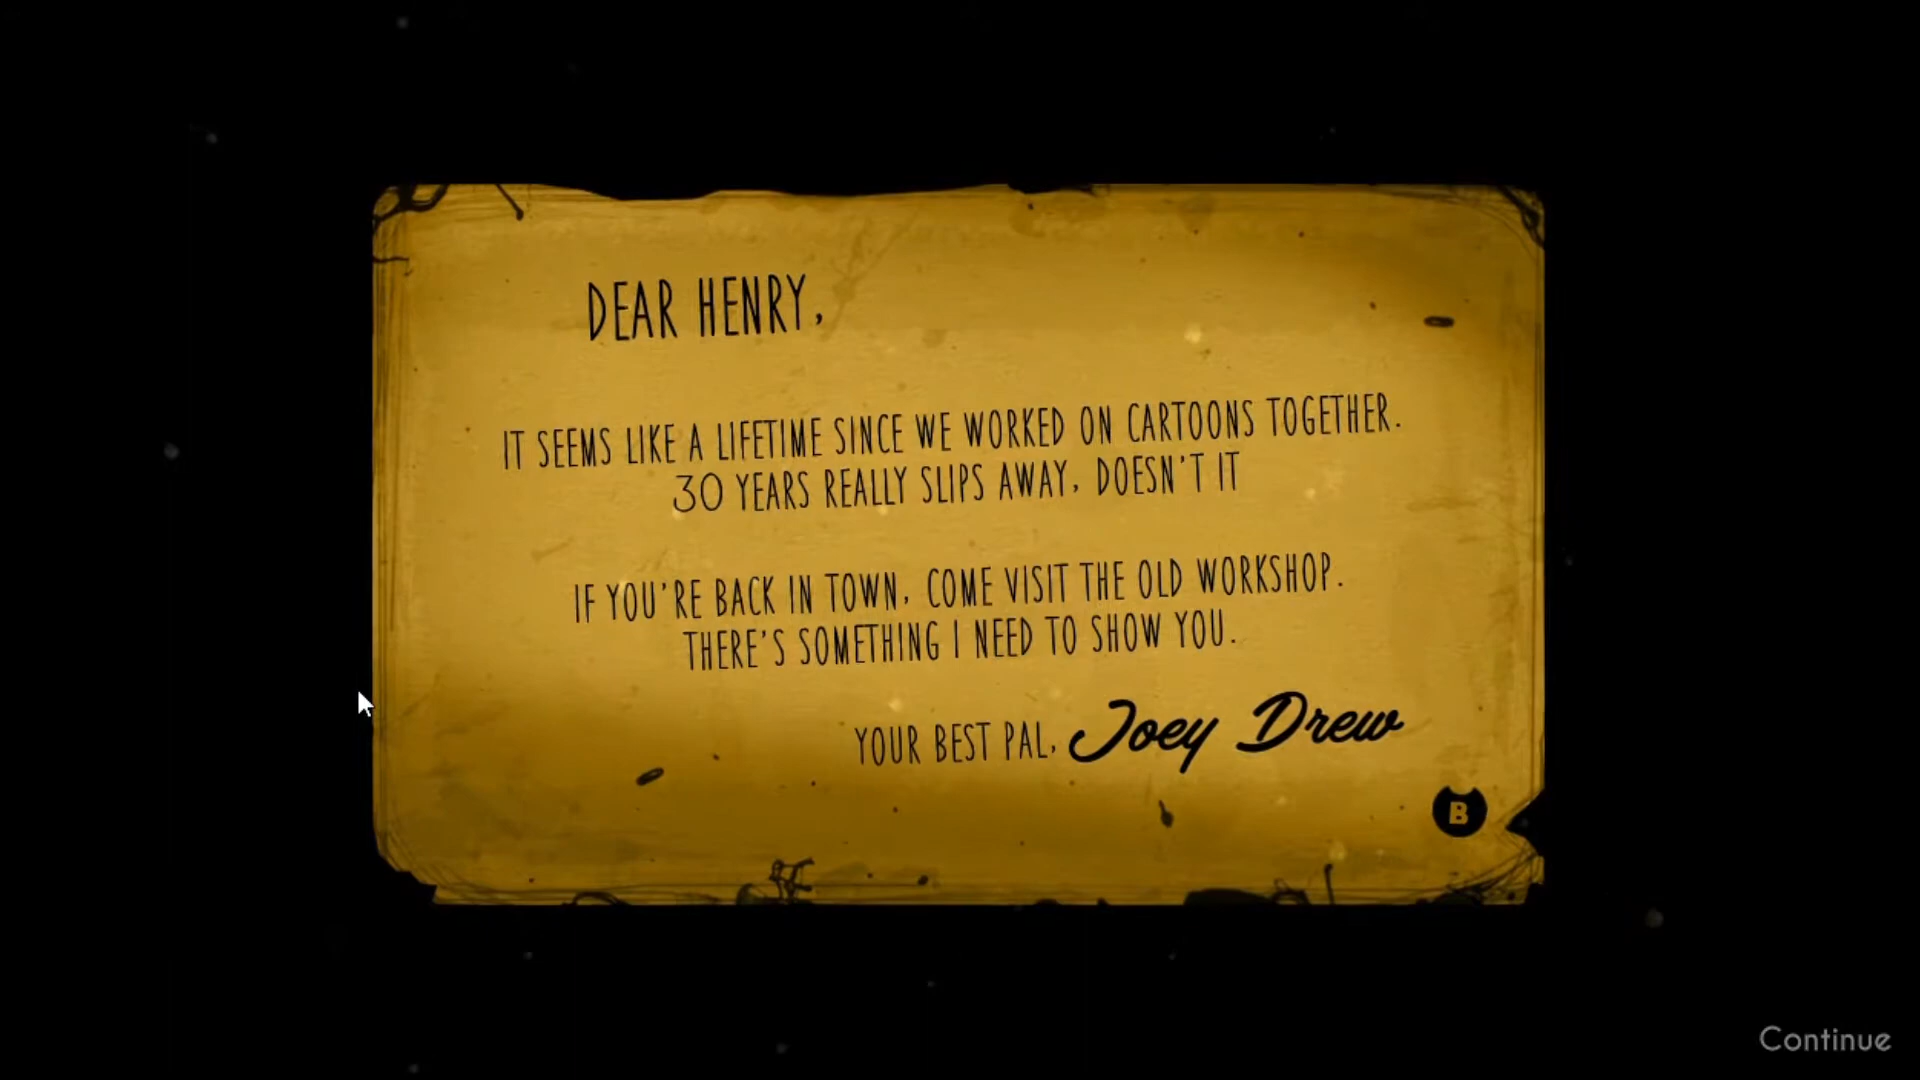 DEAR HENRY,
IT SEEMS LIKE A LIFETIME SINCE WE WORKED ON CARTOONS TOGETHER.
30 YEARS REALLY SLIPS AWAY, DOESN'T IT
IF YOU'RE BACK IN TOWN, COME VISIT THE OLD WORKSHOP.
THERE'S SOMETHING I NEED TO SHOW YOU.
YOUR BEST PAL, Joey Drew
B
Continue